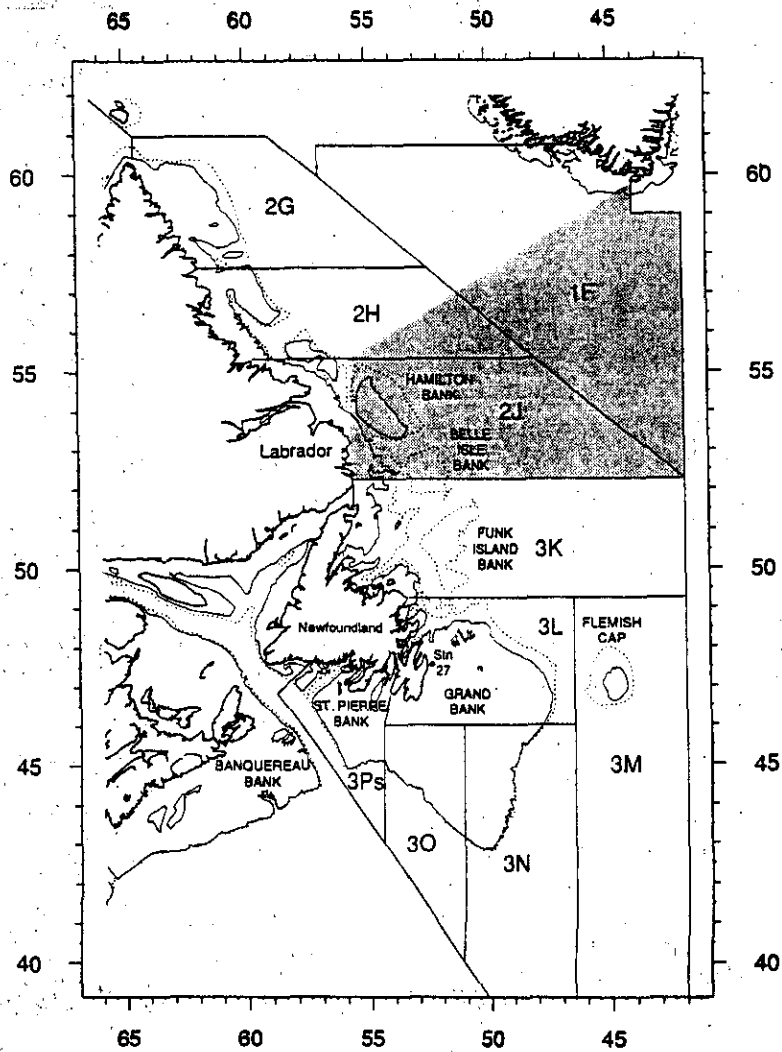 65 60 55 50 45
60 60
2G
1F
2H
55 55
HAMILTON
BANK
2J
BELLE
ISLE
BANK
Labrador
FUNK
ISLAND
BANK
3K
50 50
3L
FLEMISH
CAP
Newfoundland
Stn
27
GRAND
BANK
ST. PIERRE
BANK
BANQUEREAU
BANK
45 45
3Ps
3M
3O
3N
40 40
65 60 55 50 45